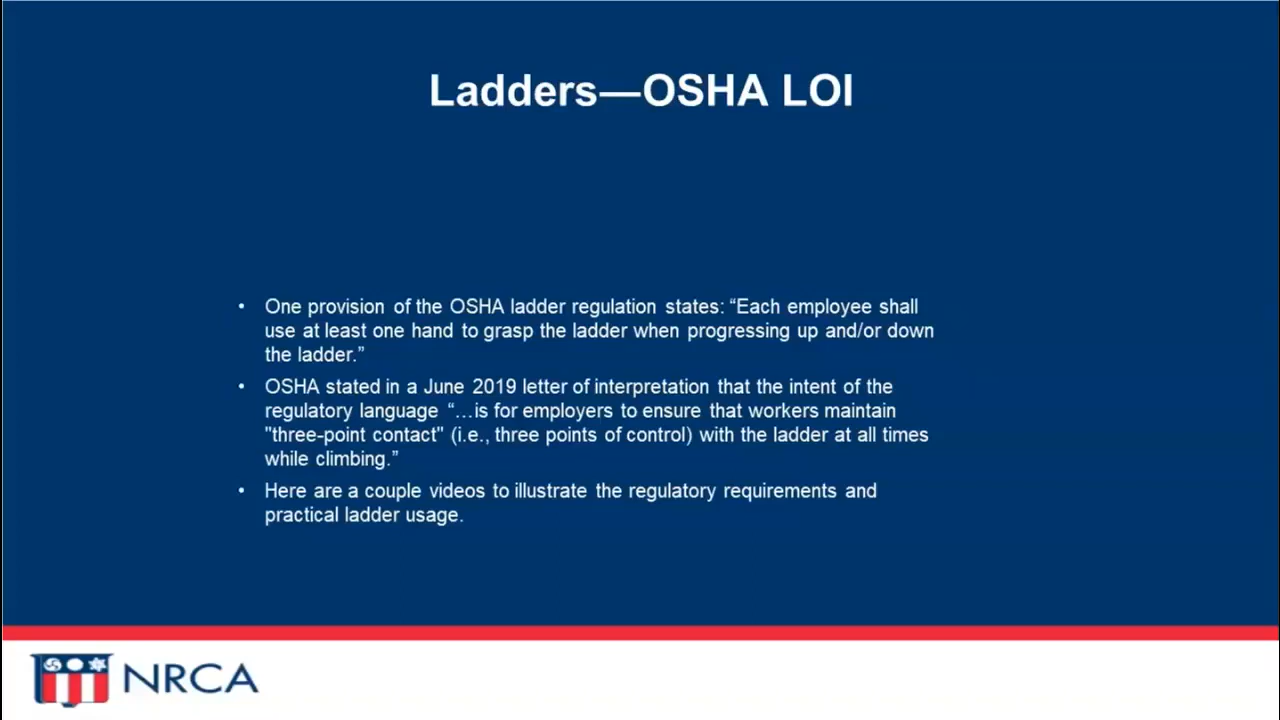 Ladders—OSHA LOI
• One provision of the OSHA ladder regulation states: “Each employee shall
use at least one hand to grasp the ladder when progressing up and/or down
the ladder.”
• OSHA stated in a June 2019 letter of interpretation that the intent of the
regulatory language “…is for employers to ensure that workers maintain
"three-point contact" (i.e., three points of control) with the ladder at all times
while climbing.”
• Here are a couple videos to illustrate the regulatory requirements and
practical ladder usage.
NRCA